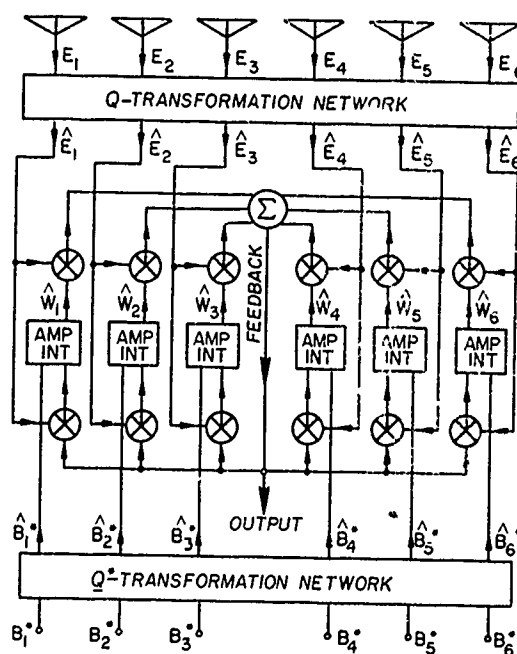 E1 E2 E3 E4 E5 E6
Q-TRANSFORMATION NETWORK
Ê1 Ê2 Ê3 Ê4 Ê5 Ê6
Σ
FEEDBACK
Ŵ1 Ŵ2 Ŵ3 Ŵ4 Ŵ5 Ŵ6
AMP INT AMP INT AMP INT AMP INT AMP INT AMP INT
OUTPUT
B̂1* B̂2* B̂3* B̂4* B̂5* B̂6*
Q*-TRANSFORMATION NETWORK
B1* B2* B3* B4* B5* B6*